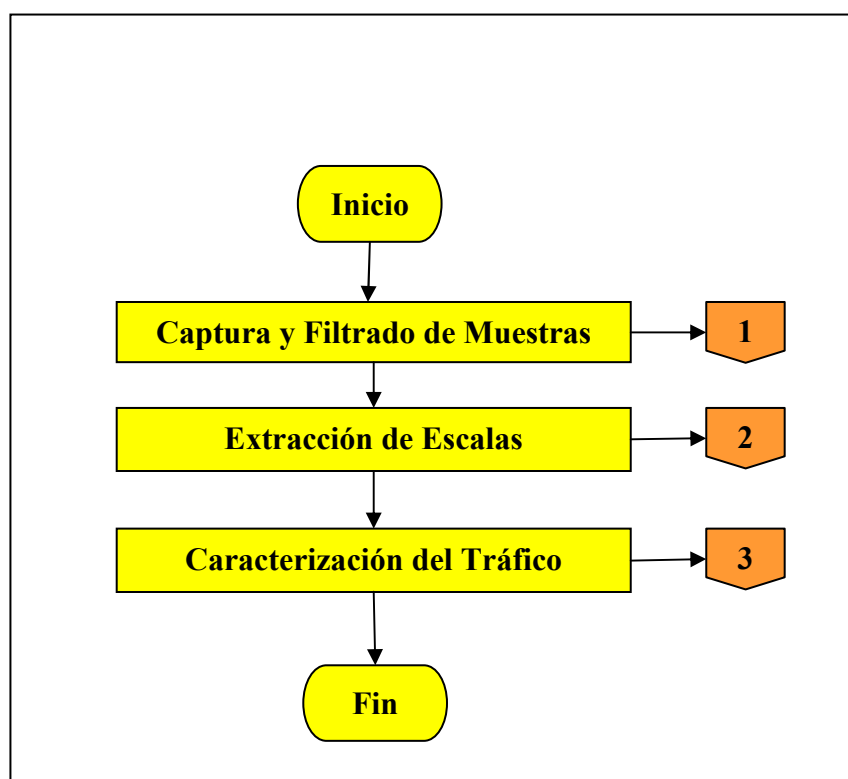 Inicio
Captura y Filtrado de Muestras
1
Extracción de Escalas
2
Caracterización del Tráfico
3
Fin